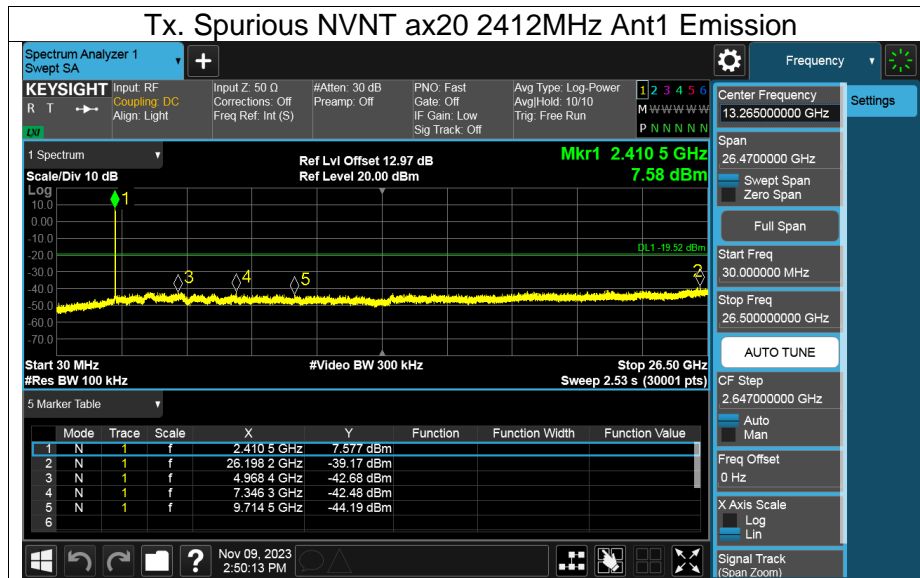 Tx. Spurious NVNT ax20 2412MHz Ant1 Emission
Spectrum Analyzer 1
Swept SA
+
Frequency
KEYSIGHT
R T
LXI
Input: RF
Coupling: DC
Align: Light
Input Z: 50 Ω
Corrections: Off
Freq Ref: Int (S)
#Atten: 30 dB
Preamp: Off
PNO: Fast
Gate: Off
IF Gain: Low
Sig Track: Off
Avg Type: Log-Power
Avg|Hold: 10/10
Trig: Free Run
1 2 3 4 5 6
M W W W W W
P N N N N N
Center Frequency
13.265000000 GHz
Settings
Span
26.4700000 GHz
Swept Span
Zero Span
Full Span
Start Freq
30.000000 MHz
Stop Freq
26.500000000 GHz
AUTO TUNE
CF Step
2.647000000 GHz
Auto
Man
Freq Offset
0 Hz
X Axis Scale
Log
Lin
Signal Track
(Span Zoom)
1 Spectrum
Scale/Div 10 dB
Log
Ref Lvl Offset 12.97 dB
Ref Level 20.00 dBm
Mkr1 2.410 5 GHz
7.58 dBm
10.0
0.00
-10.0
-20.0
-30.0
-40.0
-50.0
-60.0
-70.0
1
3
4
5
2
DL1 -19.52 dBm
Start 30 MHz
#Res BW 100 kHz
#Video BW 300 kHz
Stop 26.50 GHz
Sweep 2.53 s (30001 pts)
5 Marker Table
Mode Trace Scale X Y Function Function Width Function Value
1 N 1 f 2.410 5 GHz 7.577 dBm
2 N 1 f 26.198 2 GHz -39.17 dBm
3 N 1 f 4.968 4 GHz -42.68 dBm
4 N 1 f 7.346 3 GHz -42.48 dBm
5 N 1 f 9.714 5 GHz -44.19 dBm
6
?
Nov 09, 2023
2:50:13 PM